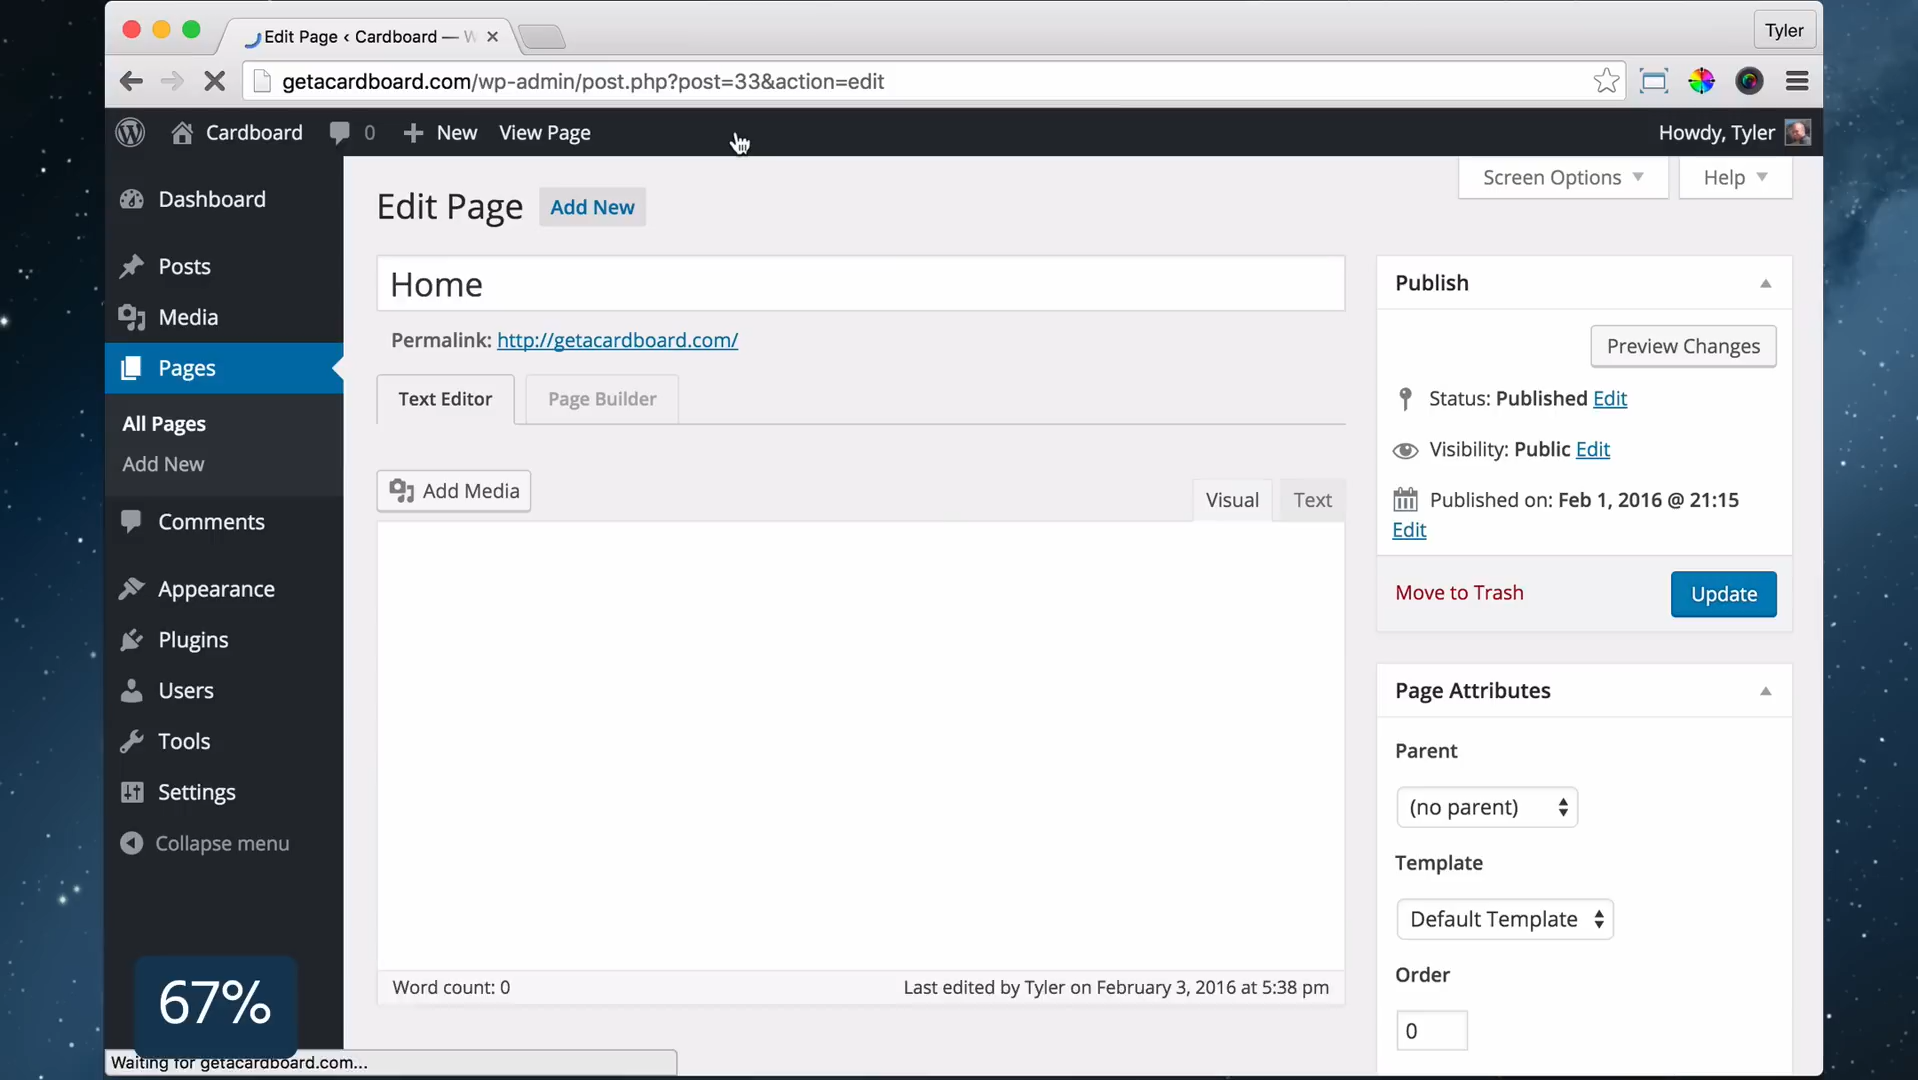 Edit Page ‹ Cardboard — W
Tyler
getacardboard.com/wp-admin/post.php?post=33&action=edit
Cardboard
0
New
View Page
Howdy, Tyler
Screen Options
Help
Dashboard
Posts
Media
Pages
All Pages
Add New
Comments
Appearance
Plugins
Users
Tools
Settings
Collapse menu
Edit Page
Add New
Home
Permalink: http://getacardboard.com/
Text Editor
Page Builder
Add Media
Visual
Text
Word count: 0
Last edited by Tyler on February 3, 2016 at 5:38 pm
Publish
Preview Changes
Status: Published Edit
Visibility: Public Edit
Published on: Feb 1, 2016 @ 21:15
Edit
Move to Trash
Update
Page Attributes
Parent
(no parent)
Template
Default Template
Order
0
67%
Waiting for getacardboard.com...